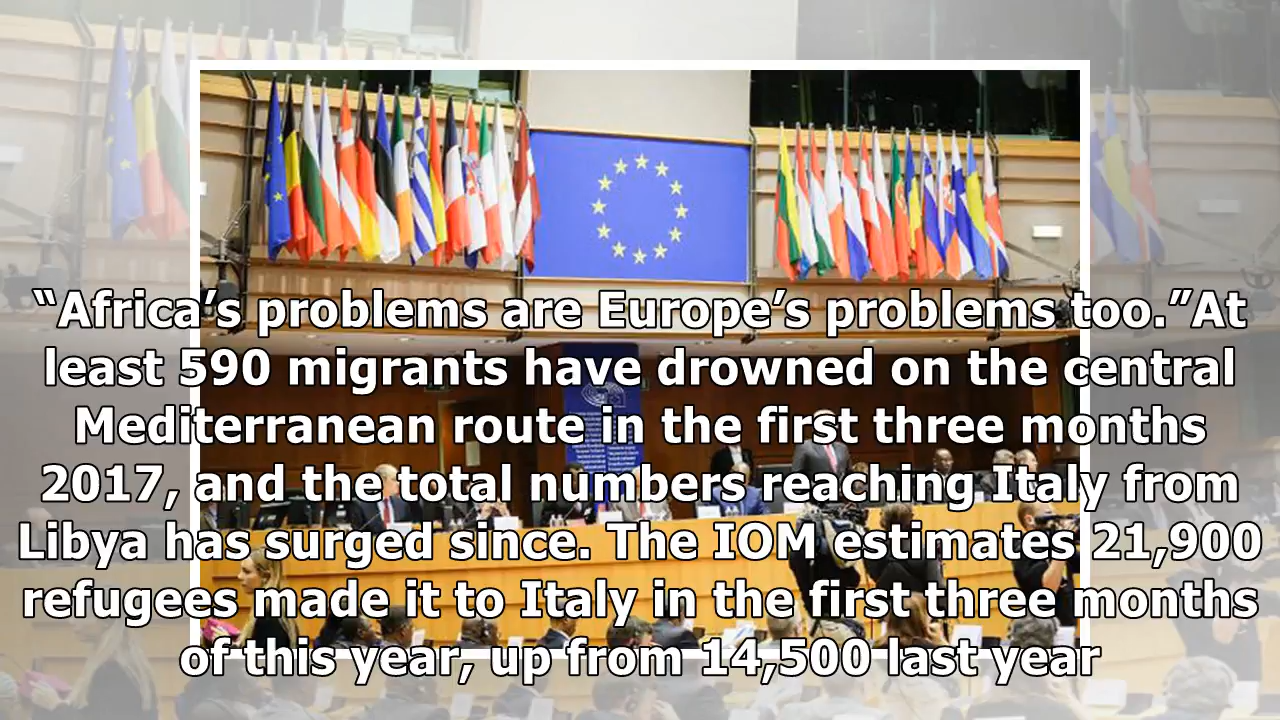 “Africa’s problems are Europe’s problems too.”At
least 590 migrants have drowned on the central
Mediterranean route in the first three months
2017, and the total numbers reaching Italy from
Libya has surged since. The IOM estimates 21,900
refugees made it to Italy in the first three months
of this year, up from 14,500 last year